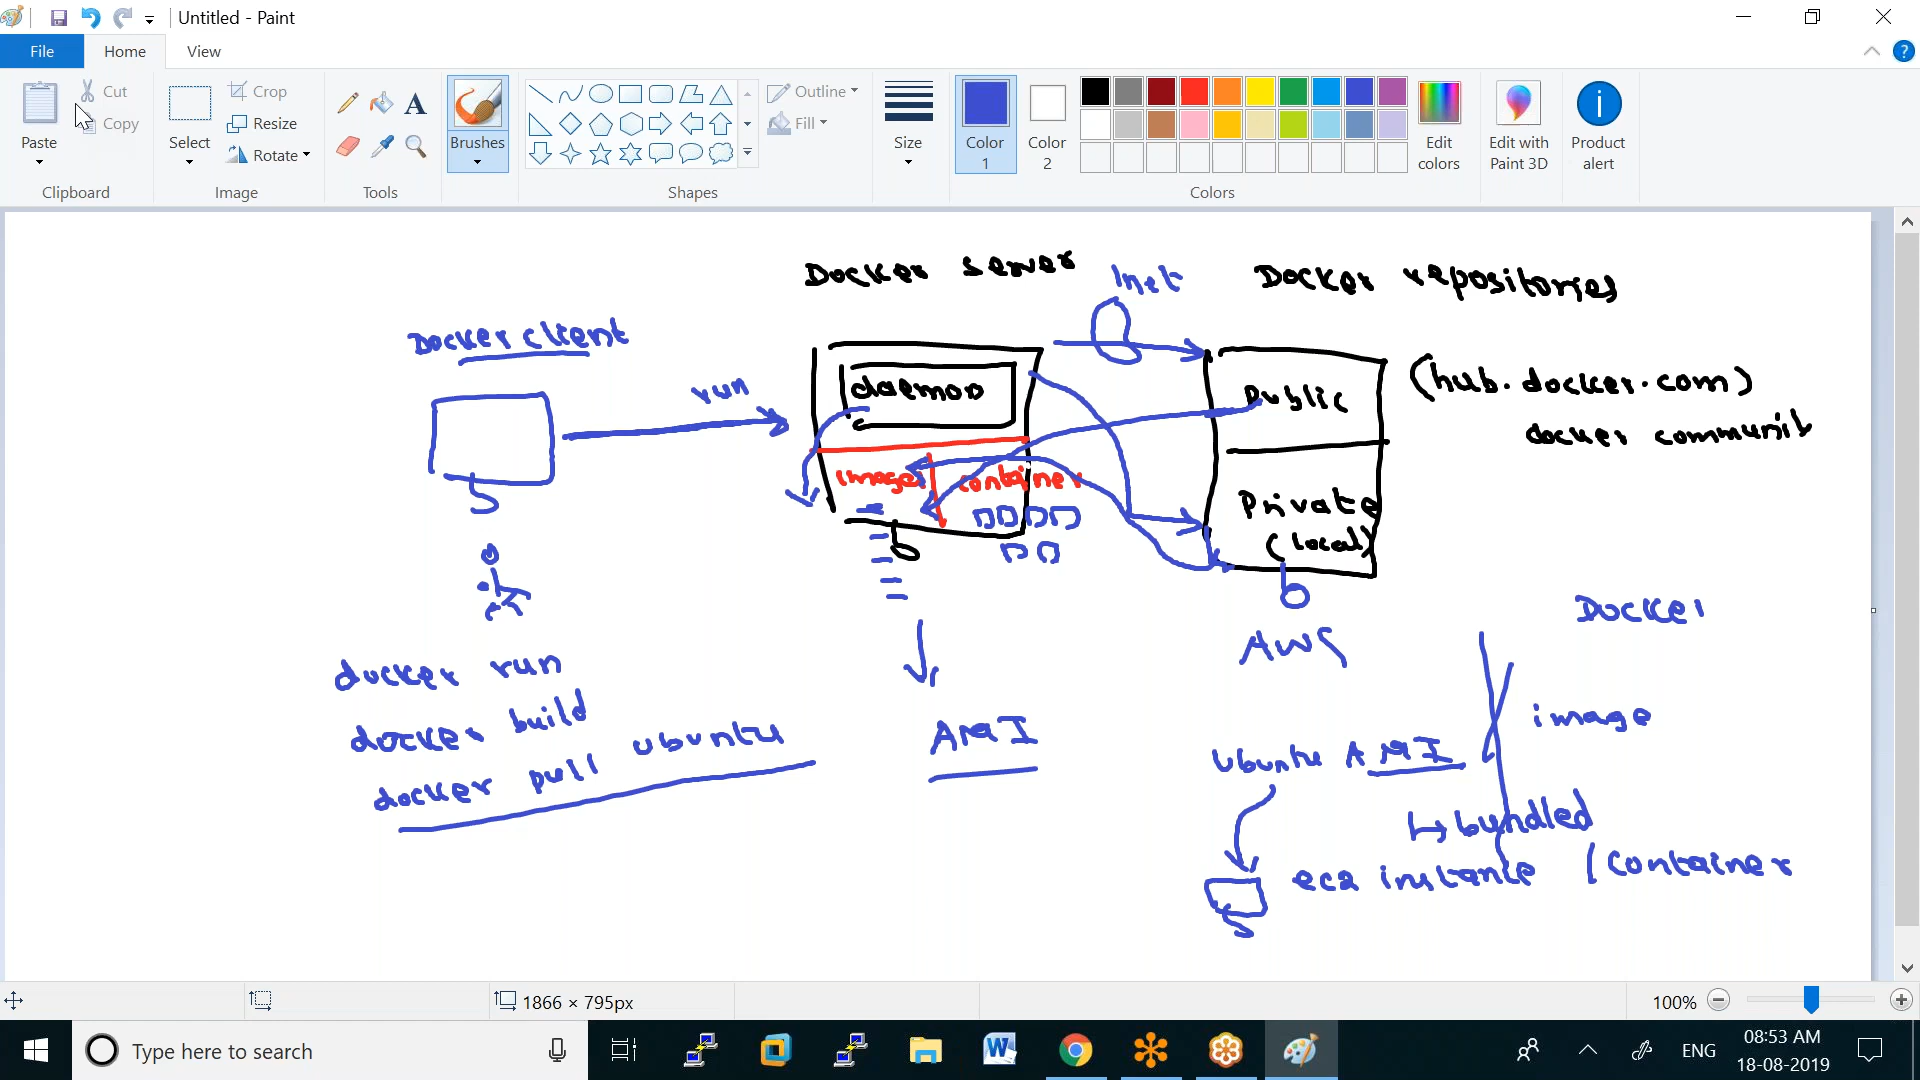 Untitled - Paint
File
Home
View
Paste
Cut
Copy
Clipboard
Select
Crop
Resize
Rotate
Image
Tools
Brushes
Shapes
Outline
Fill
Size
Color 1
Color 2
Colors
Edit colors
Edit with Paint 3D
Product alert
Docker server
Inet
Docker repositories
Docker client
run
daemon
Public
(hub.docker.com)
docker communit
images
container
Private
(local)
Docker
AWS
docker run
docker build
docker pull ubuntu
AMI
image
Ubuntu AMI
bundled
ec2 instance
/ container
1866 × 795px
100%
Type here to search
ENG
08:53 AM
18-08-2019